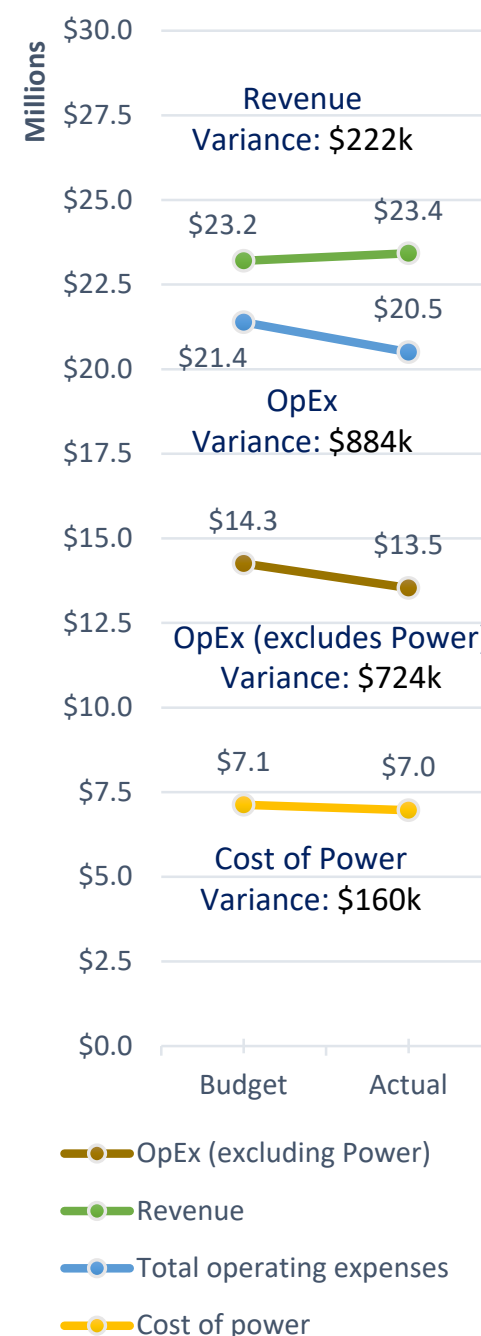 Millions
$30.0
$27.5
$25.0
$22.5
$20.0
$17.5
$15.0
$12.5
$10.0
$7.5
$5.0
$2.5
$0.0
Revenue
Variance: $222k
$23.2
$23.4
$21.4
$20.5
OpEx
Variance: $884k
$14.3
$13.5
OpEx (excludes Power)
Variance: $724k
$7.1
$7.0
Cost of Power
Variance: $160k
Budget
Actual
OpEx (excluding Power)
Revenue
Total operating expenses
Cost of power